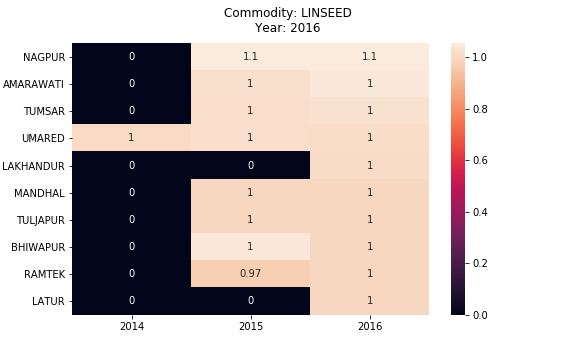 Commodity: LINSEED
Year: 2016
NAGPUR 0 1.1 1.1
AMARAWATI 0 1 1
TUMSAR 0 1 1
UMARED 1 1 1
LAKHANDUR 0 0 1
MANDHAL 0 1 1
TULJAPUR 0 1 1
BHIWAPUR 0 1 1
RAMTEK 0 0.97 1
LATUR 0 0 1
2014 2015 2016
1.0
0.8
0.6
0.4
0.2
0.0